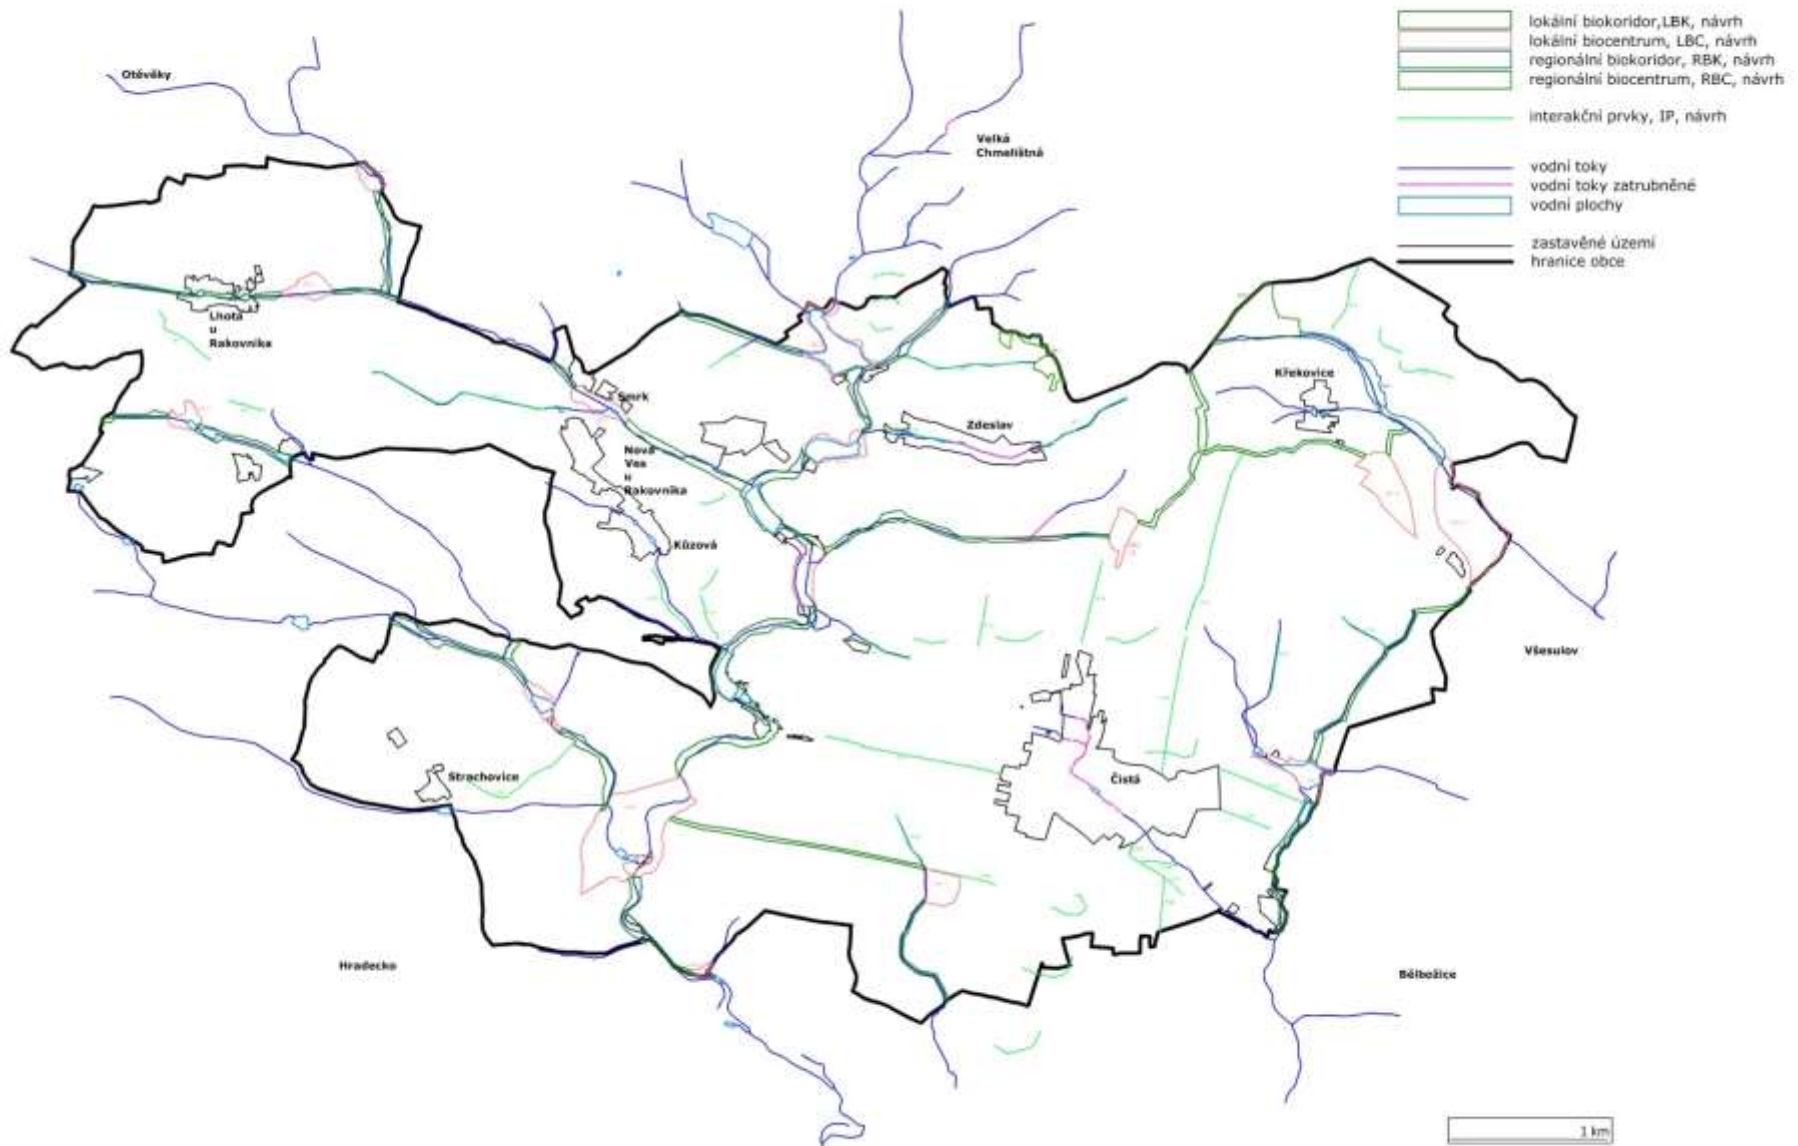 lokální biokoridor,LBK, návrh
lokální biocentrum, LBC, návrh
regionální biokoridor, RBK, návrh
regionální biocentrum, RBC, návrh
interakční prvky, IP, návrh
vodní toky
vodní toky zatrubněné
vodní plochy
zastavěné území
hranice obce
Otěvěky
Velká
Chmelištná
Lhota
u
Rakovníka
Smrk
Křekovice
Zdeslav
Nová
Ves
u
Rakovníka
Kůzová
Všesulov
Strachovice
Čistá
Hradecko
Bělbožice
1 km